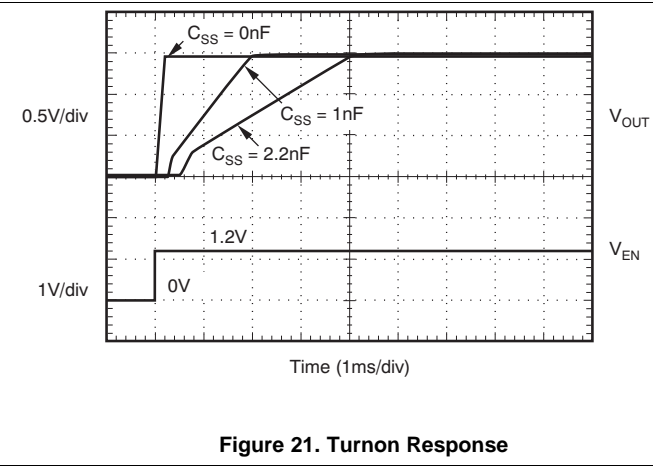 C_SS = 0nF
0.5V/div
C_SS = 1nF
V_OUT
C_SS = 2.2nF
1.2V
V_EN
1V/div
0V
Time (1ms/div)
Figure 21. Turnon Response